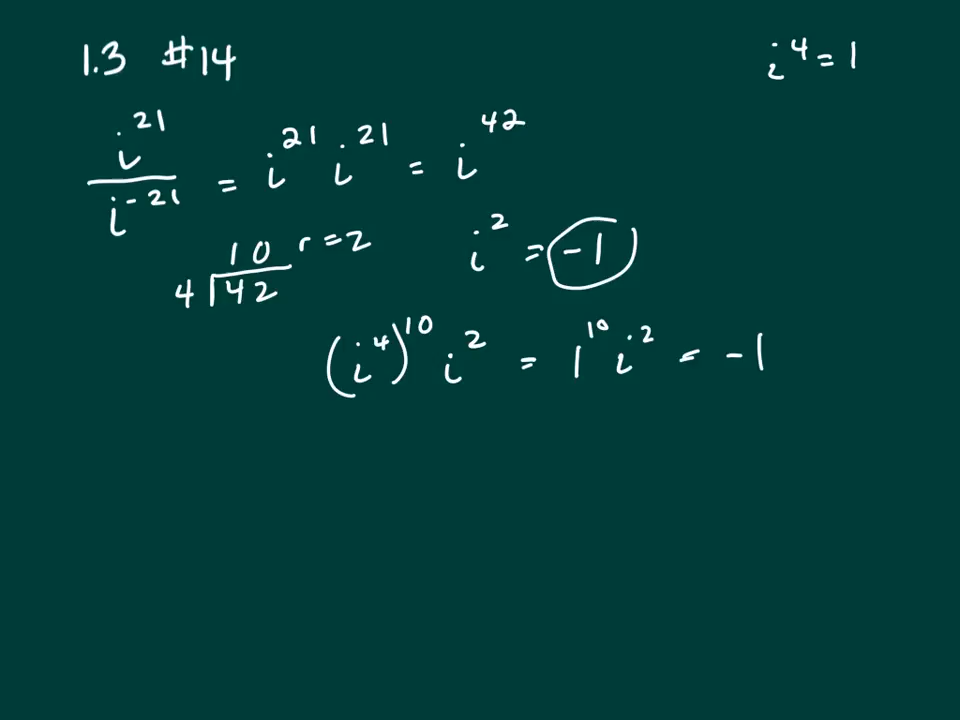 1.3 #14
i^4 = 1
i^21 / i^-21 = i^21 i^21 = i^42
10 r = 2
4 42
i^2 = -1
(i^4)^10 i^2 = 1^10 i^2 = -1